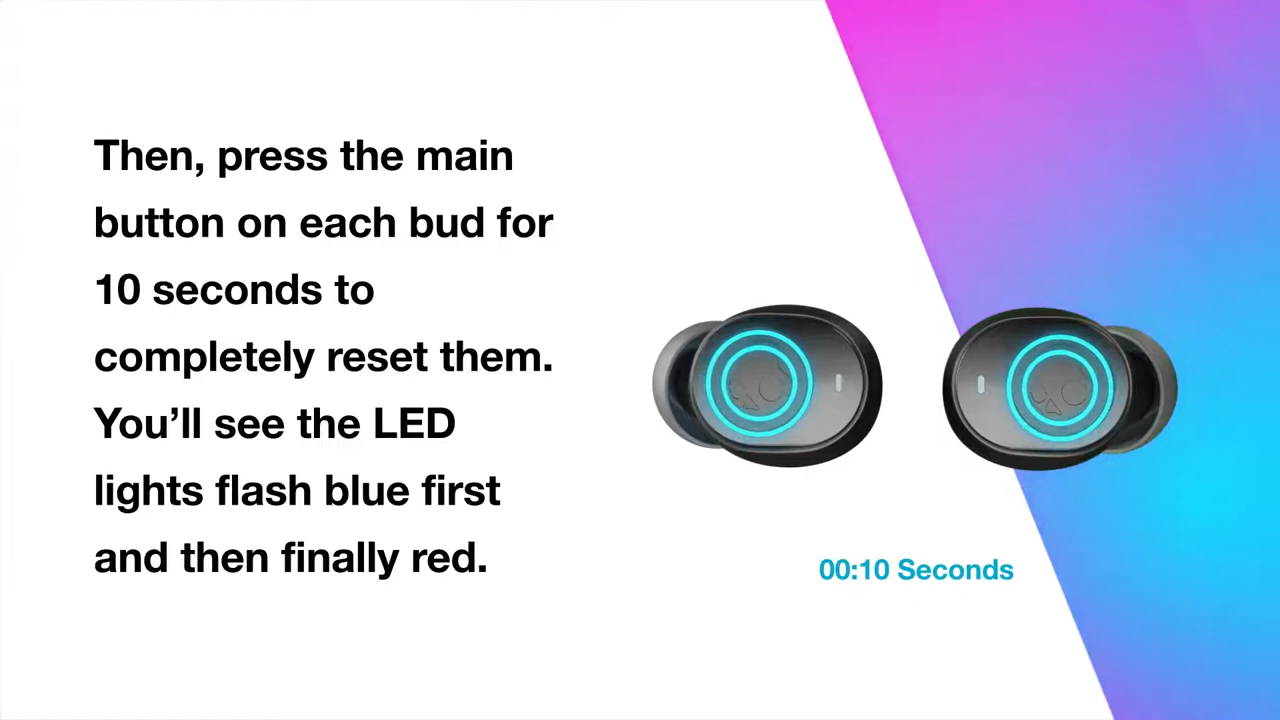 Then, press the main
button on each bud for
10 seconds to
completely reset them.
You’ll see the LED
lights flash blue first
and then finally red.
00:10 Seconds